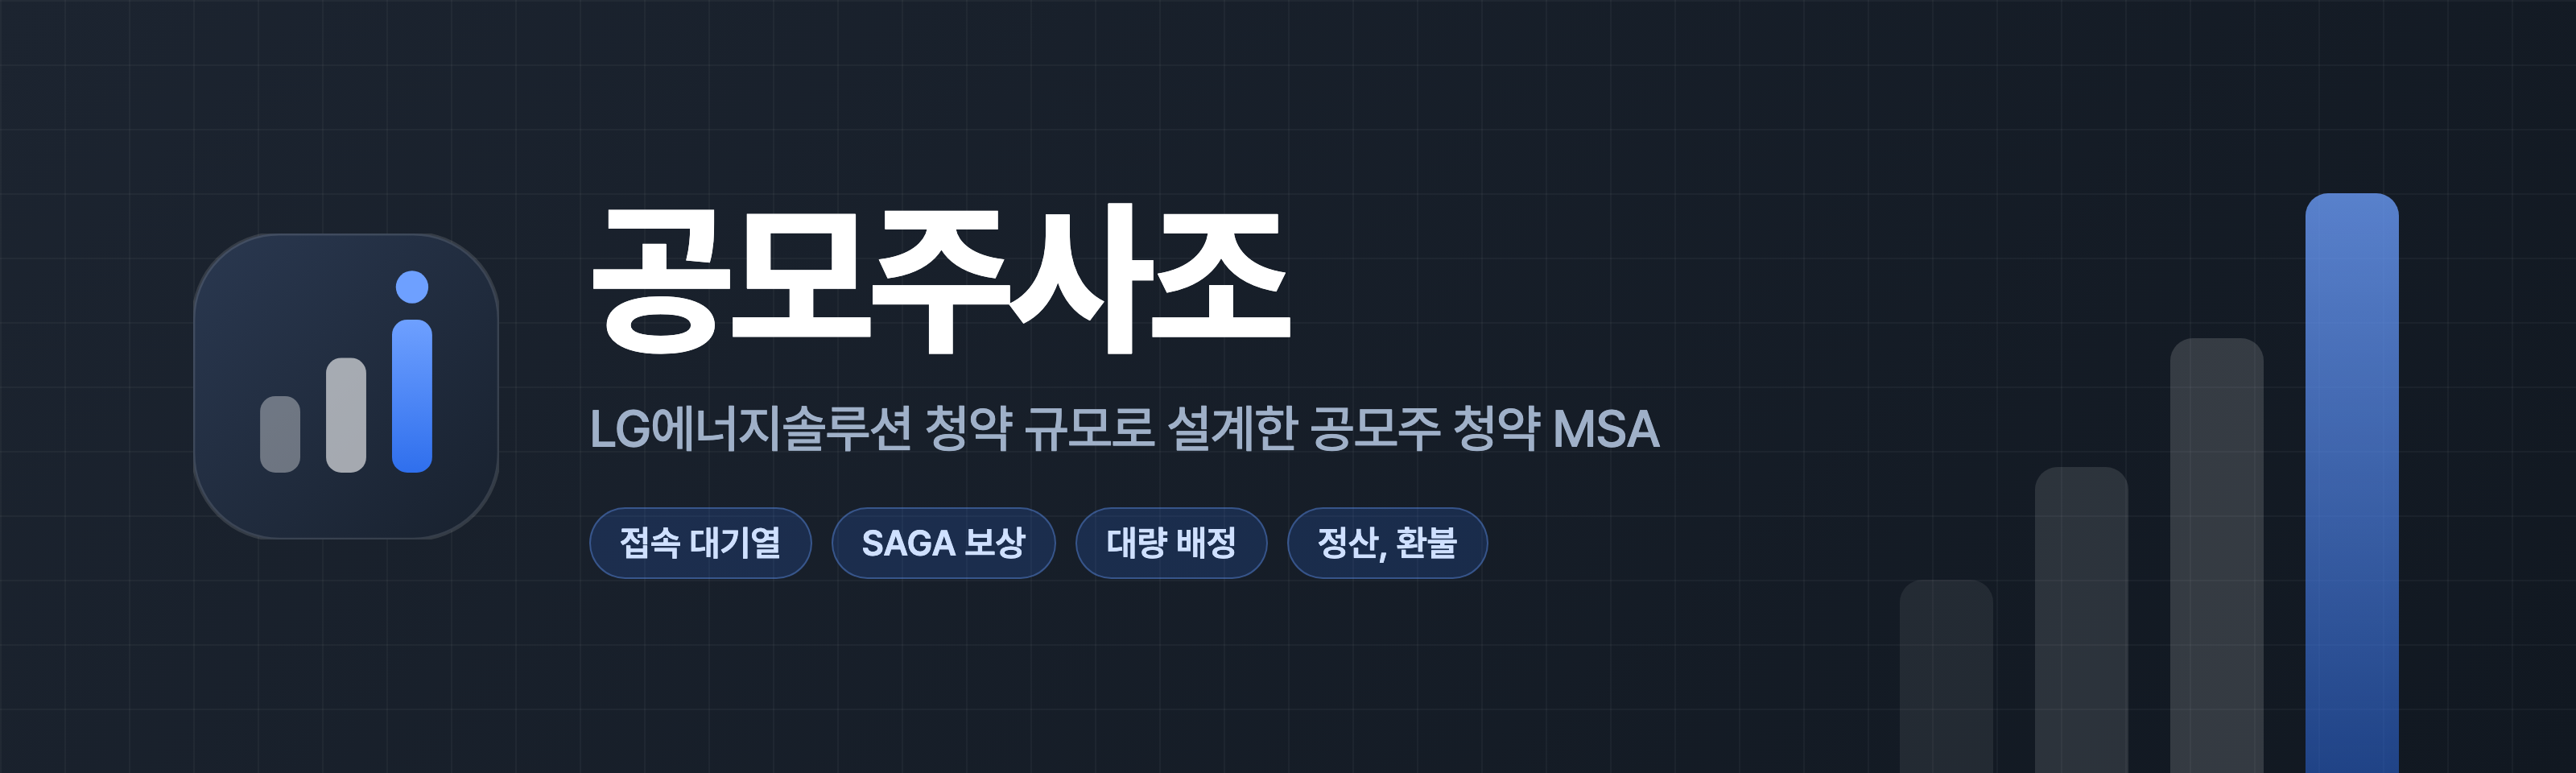 공모주사조
LG에너지솔루션 청약 규모로 설계한 공모주 청약 MSA
접속 대기열 SAGA 보상 대량 배정 정산, 환불